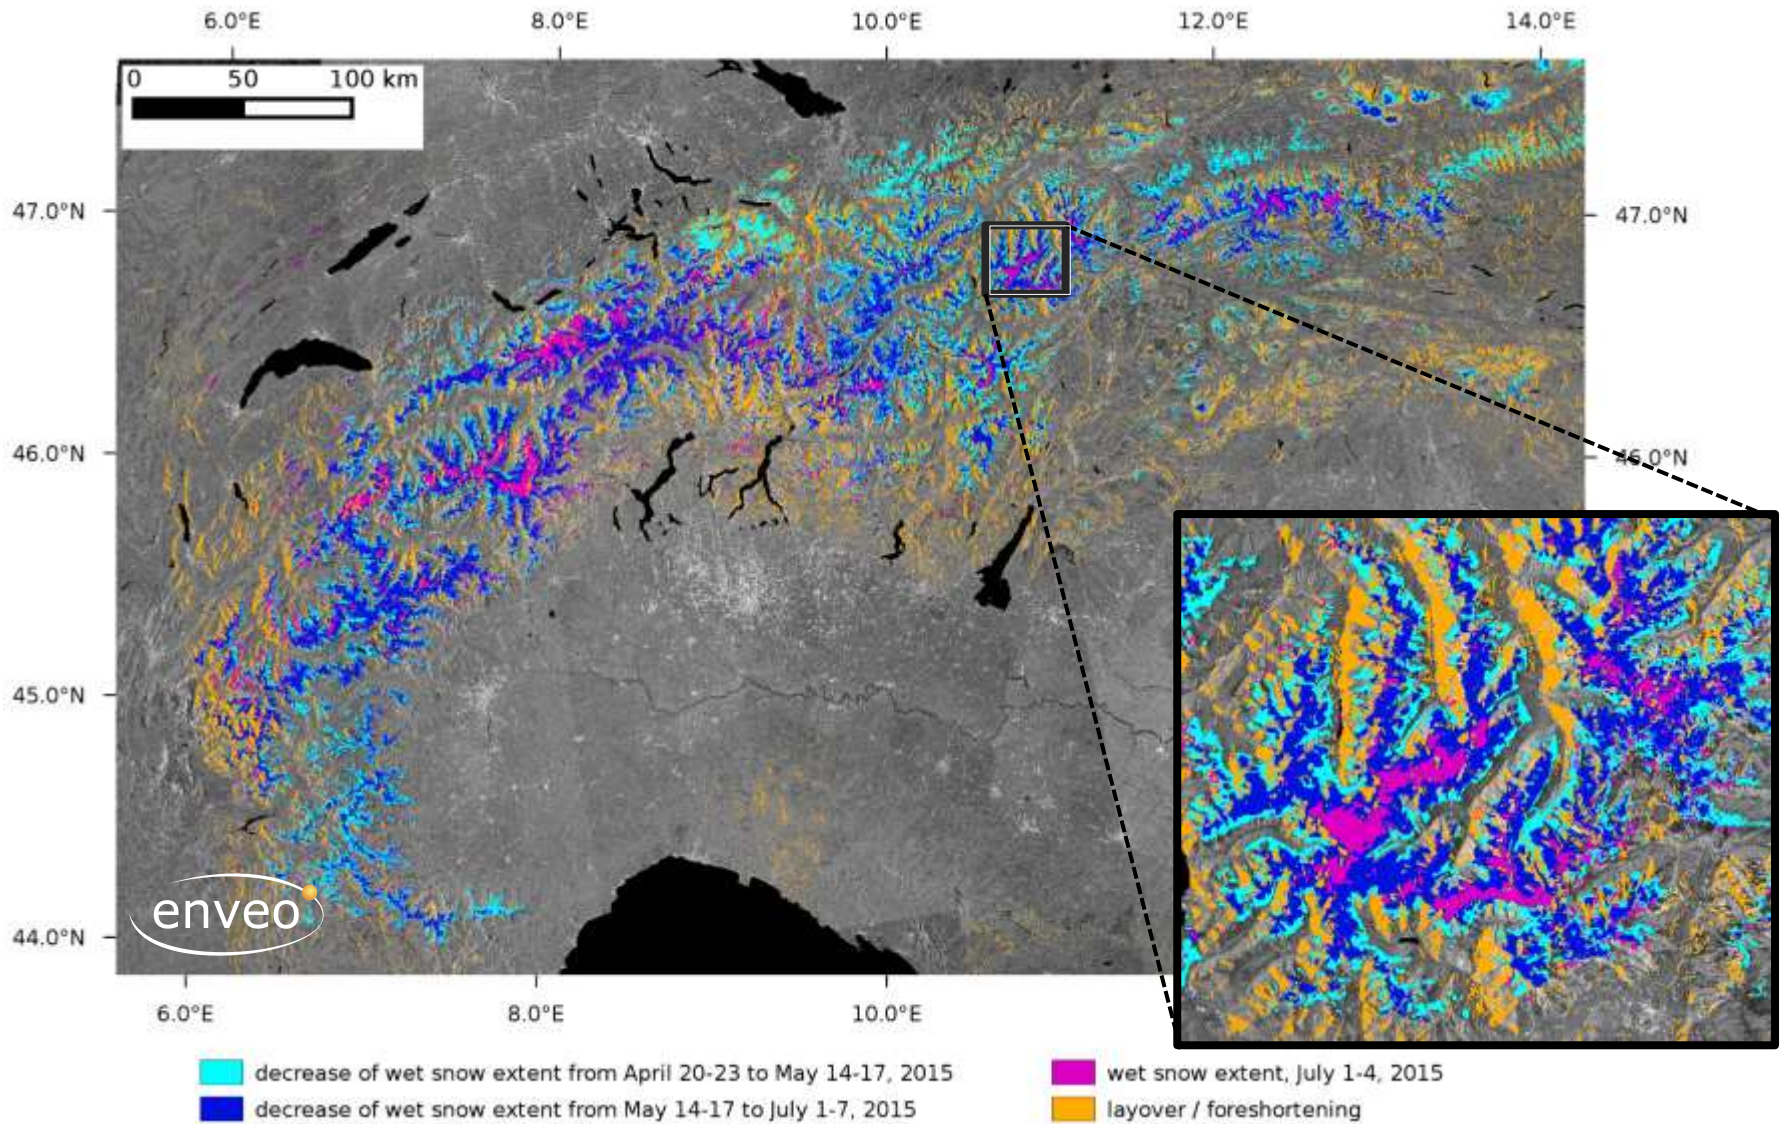 6.0°E 8.0°E 10.0°E 12.0°E 14.0°E
0 50 100 km
47.0°N 47.0°N
46.0°N 46.0°N
45.0°N
enveo
44.0°N
6.0°E 8.0°E 10.0°E
decrease of wet snow extent from April 20-23 to May 14-17, 2015
wet snow extent, July 1-4, 2015
decrease of wet snow extent from May 14-17 to July 1-7, 2015
layover / foreshortening